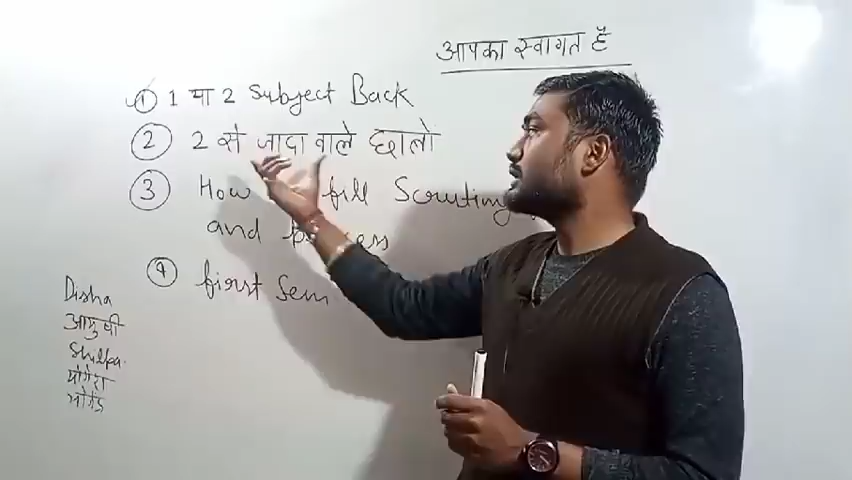 आपका स्वागत है
① 1 या 2 Subject Back
② 2 से जादा वाले छात्रो
③ How fill Scrutiny
and
④ first Sem
Disha
आयुषी
Shilpa
योगेश